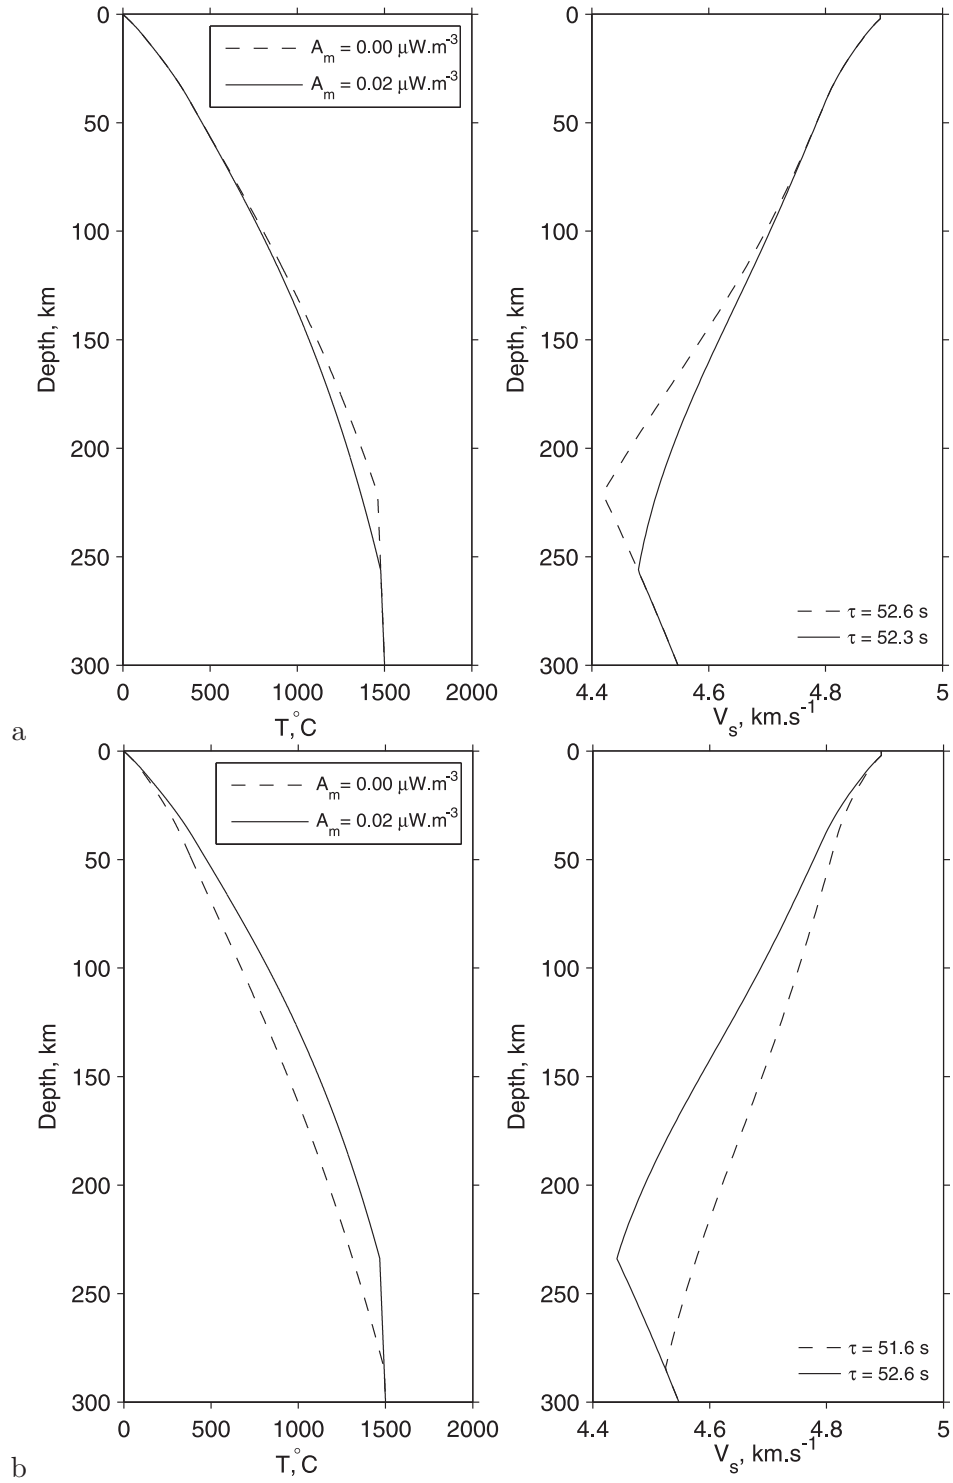 0
50
100
150
200
250
300
Depth, km
0 500 1000 1500 2000
T,°C
A_m = 0.00 μW.m⁻³
A_m = 0.02 μW.m⁻³
0
50
100
150
200
250
300
Depth, km
4.4 4.6 4.8 5
V_s, km.s⁻¹
τ = 52.6 s
τ = 52.3 s
a
0
50
100
150
200
250
300
Depth, km
0 500 1000 1500 2000
T,°C
A_m = 0.00 μW.m⁻³
A_m = 0.02 μW.m⁻³
0
50
100
150
200
250
300
Depth, km
4.4 4.6 4.8 5
V_s, km.s⁻¹
τ = 51.6 s
τ = 52.6 s
b